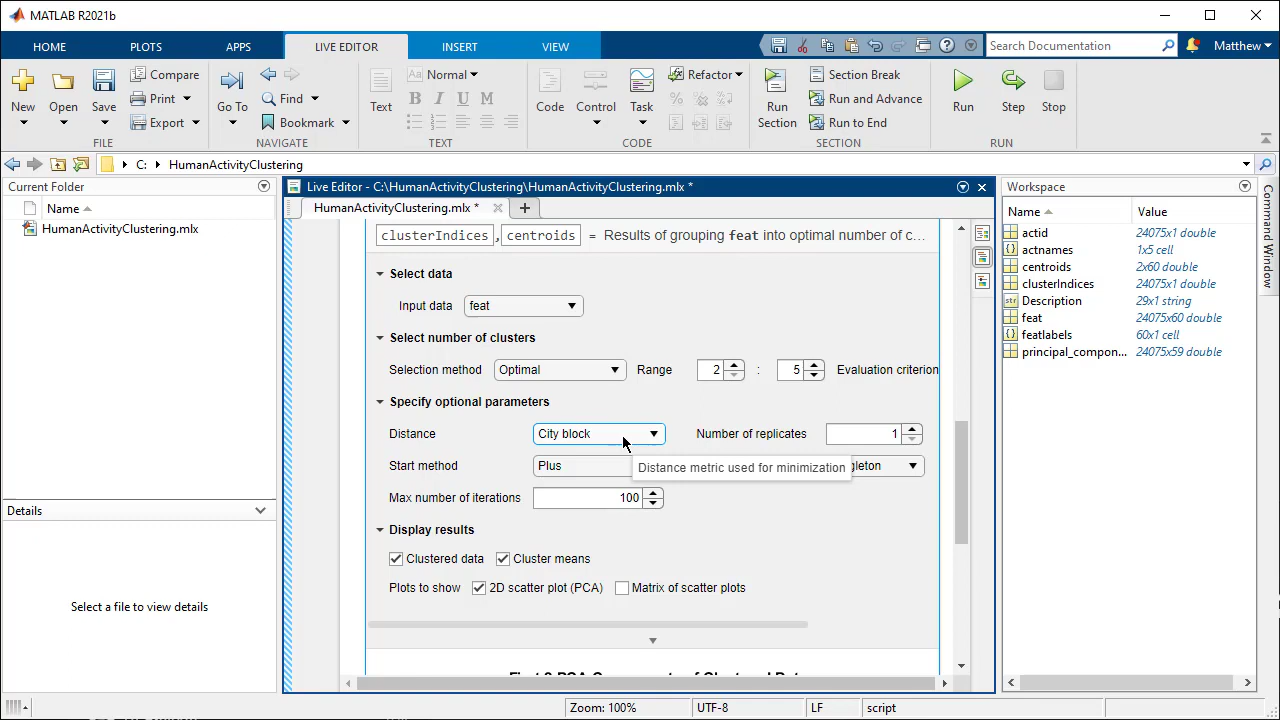 MATLAB R2021b
HOME PLOTS APPS LIVE EDITOR INSERT VIEW Search Documentation Matthew
New Open Save Compare Print Export
FILE
Go To Find Bookmark
NAVIGATE
Text Aa Normal B I U M
TEXT
Code Control Task Refactor
CODE
Run Section Section Break Run and Advance Run to End
SECTION
Run Step Stop
RUN
C: HumanActivityClustering
Current Folder
Name
HumanActivityClustering.mlx
Details
Select a file to view details
Live Editor - C:\HumanActivityClustering\HumanActivityClustering.mlx *
HumanActivityClustering.mlx *
clusterIndices , centroids = Results of grouping feat into optimal number of c…
Select data
Input data feat
Select number of clusters
Selection method Optimal Range 2 : 5 Evaluation criterion
Specify optional parameters
Distance City block Number of replicates 1
Start method Plus
Distance metric used for minimization
Max number of iterations 100
Display results
Clustered data Cluster means
Plots to show 2D scatter plot (PCA) Matrix of scatter plots
Workspace
Name Value
actid 24075x1 double
actnames 1x5 cell
centroids 2x60 double
clusterIndices 24075x1 double
Description 29x1 string
feat 24075x60 double
featlabels 60x1 cell
principal_compon... 24075x59 double
Command Window
Zoom: 100% UTF-8 LF script